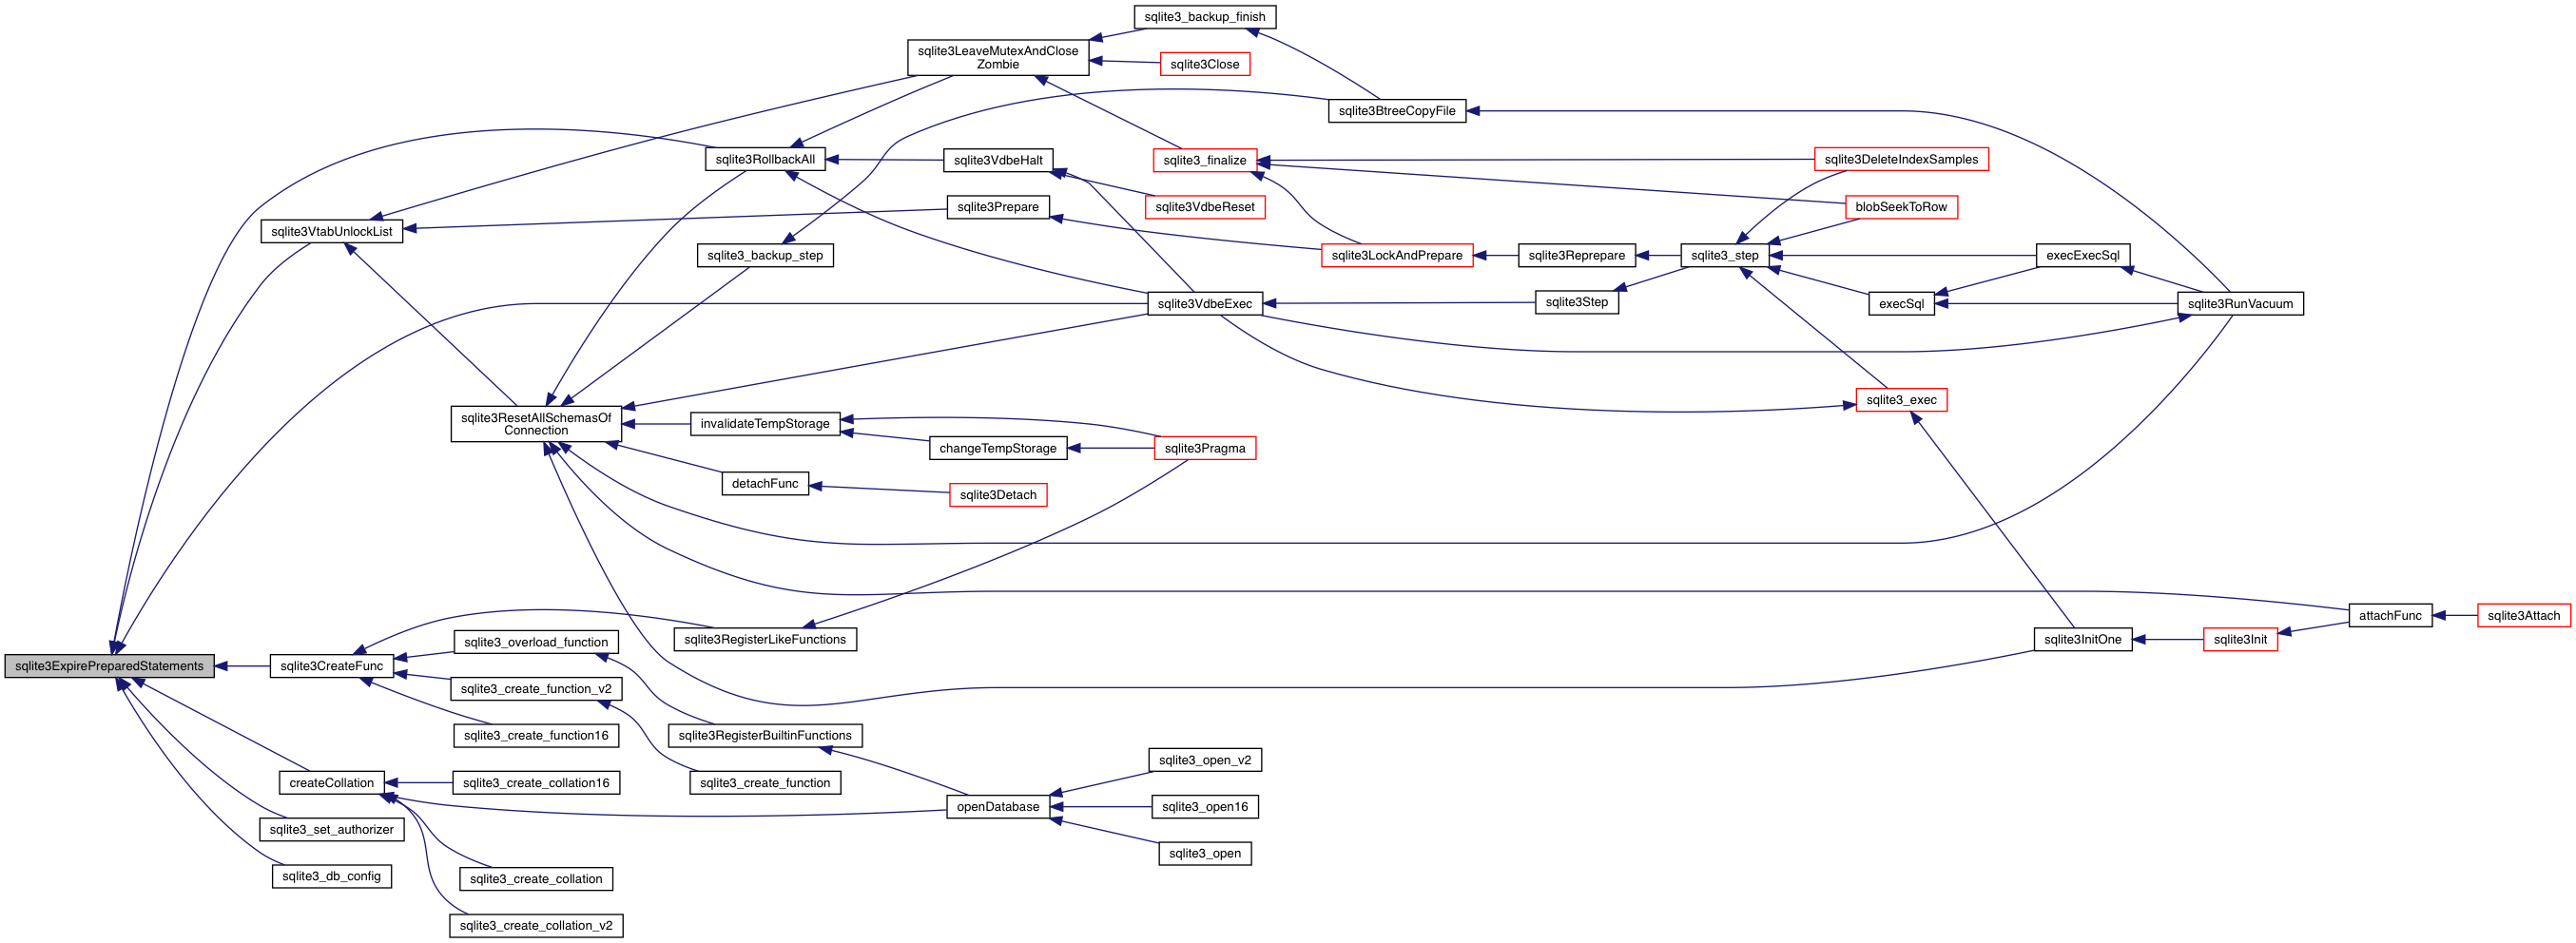 sqlite3_backup_finish
sqlite3LeaveMutexAndClose
Zombie
sqlite3Close
sqlite3BtreeCopyFile
sqlite3RollbackAll
sqlite3VdbeHalt
sqlite3_finalize
sqlite3DeleteIndexSamples
sqlite3VdbeReset
sqlite3Prepare
blobSeekToRow
sqlite3VtabUnlockList
sqlite3_backup_step
sqlite3LockAndPrepare
sqlite3Reprepare
sqlite3_step
execExecSql
sqlite3VdbeExec
sqlite3Step
execSql
sqlite3RunVacuum
sqlite3_exec
sqlite3ResetAllSchemasOf
Connection
invalidateTempStorage
changeTempStorage
sqlite3Pragma
detachFunc
sqlite3Detach
attachFunc
sqlite3Attach
sqlite3RegisterLikeFunctions
sqlite3InitOne
sqlite3Init
sqlite3_overload_function
sqlite3ExpirePreparedStatements
sqlite3CreateFunc
sqlite3_create_function_v2
sqlite3_create_function16
sqlite3RegisterBuiltinFunctions
sqlite3_open_v2
createCollation
sqlite3_create_collation16
sqlite3_create_function
openDatabase
sqlite3_open16
sqlite3_set_authorizer
sqlite3_open
sqlite3_db_config
sqlite3_create_collation
sqlite3_create_collation_v2